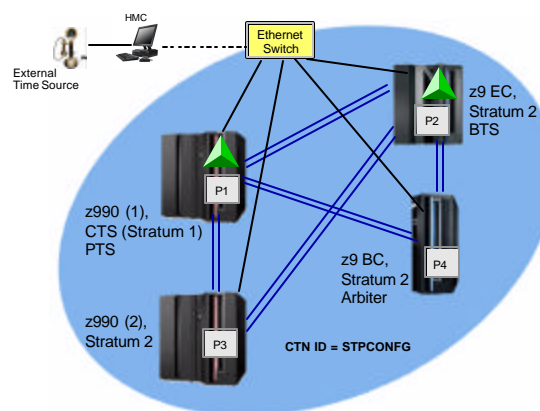 HMC
Ethernet
Switch
External
Time Source
z9 EC,
Stratum 2
BTS
P2
P1
z990 (1),
CTS (Stratum 1)
PTS
z9 BC,
Stratum 2
Arbiter
P4
z990 (2),
Stratum 2
P3
CTN ID = STPCONFG